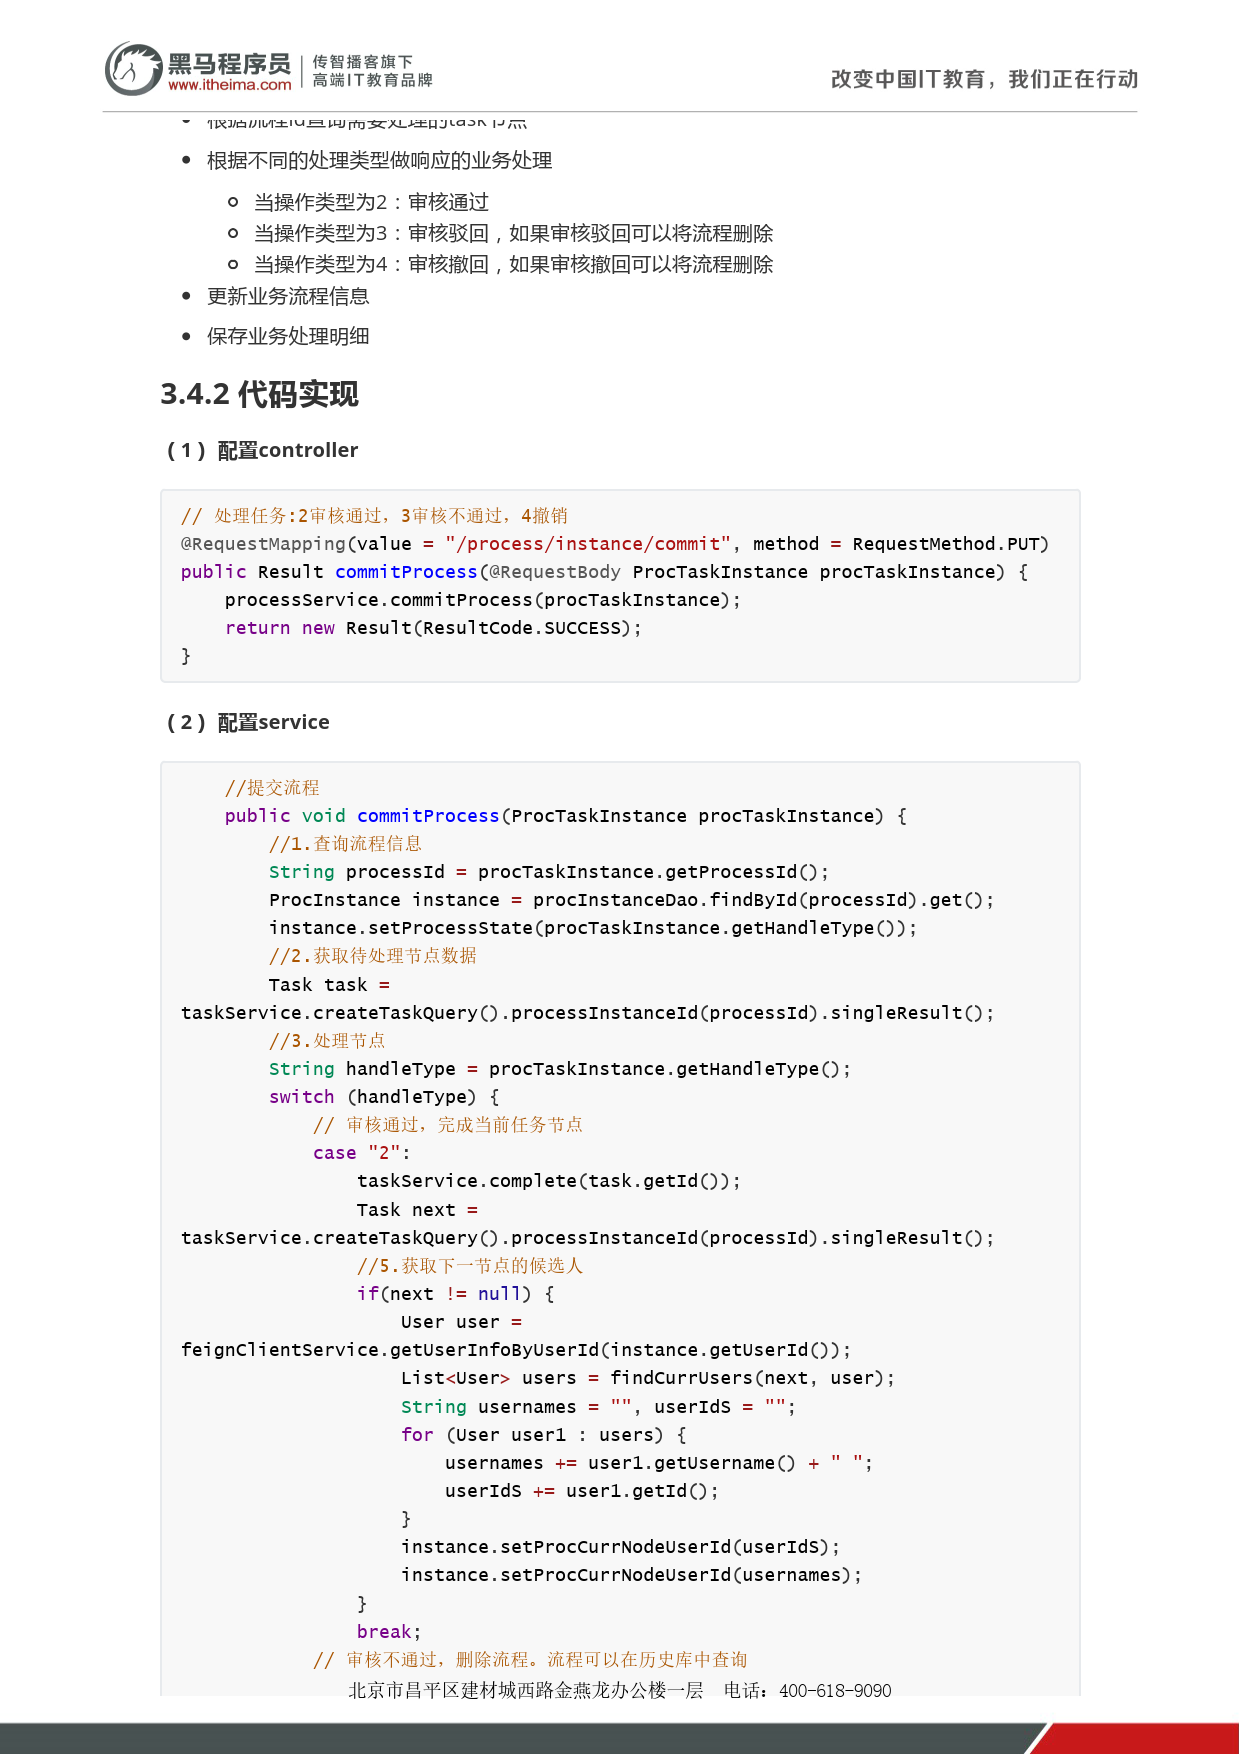 黑马程序员
www.itheima.com
传智播客旗下
高端IT教育品牌
改变中国IT教育，我们正在行动
根据流程id查询需要处理的task节点
根据不同的处理类型做响应的业务处理
当操作类型为2：审核通过
当操作类型为3：审核驳回，如果审核驳回可以将流程删除
当操作类型为4：审核撤回，如果审核撤回可以将流程删除
更新业务流程信息
保存业务处理明细
3.4.2 代码实现
（1）配置controller
// 处理任务:2审核通过，3审核不通过，4撤销
@RequestMapping(value = "/process/instance/commit", method = RequestMethod.PUT)
public Result commitProcess(@RequestBody ProcTaskInstance procTaskInstance) {
    processService.commitProcess(procTaskInstance);
    return new Result(ResultCode.SUCCESS);
}
（2）配置service
    //提交流程
    public void commitProcess(ProcTaskInstance procTaskInstance) {
        //1.查询流程信息
        String processId = procTaskInstance.getProcessId();
        ProcInstance instance = procInstanceDao.findById(processId).get();
        instance.setProcessState(procTaskInstance.getHandleType());
        //2.获取待处理节点数据
        Task task =
taskService.createTaskQuery().processInstanceId(processId).singleResult();
        //3.处理节点
        String handleType = procTaskInstance.getHandleType();
        switch (handleType) {
            // 审核通过，完成当前任务节点
            case "2":
                taskService.complete(task.getId());
                Task next =
taskService.createTaskQuery().processInstanceId(processId).singleResult();
                //5.获取下一节点的候选人
                if(next != null) {
                    User user =
feignClientService.getUserInfoByUserId(instance.getUserId());
                    List<User> users = findCurrUsers(next, user);
                    String usernames = "", userIdS = "";
                    for (User user1 : users) {
                        usernames += user1.getUsername() + " ";
                        userIdS += user1.getId();
                    }
                    instance.setProcCurrNodeUserId(userIdS);
                    instance.setProcCurrNodeUserId(usernames);
                }
                break;
            // 审核不通过，删除流程。流程可以在历史库中查询
北京市昌平区建材城西路金燕龙办公楼一层 电话：400-618-9090